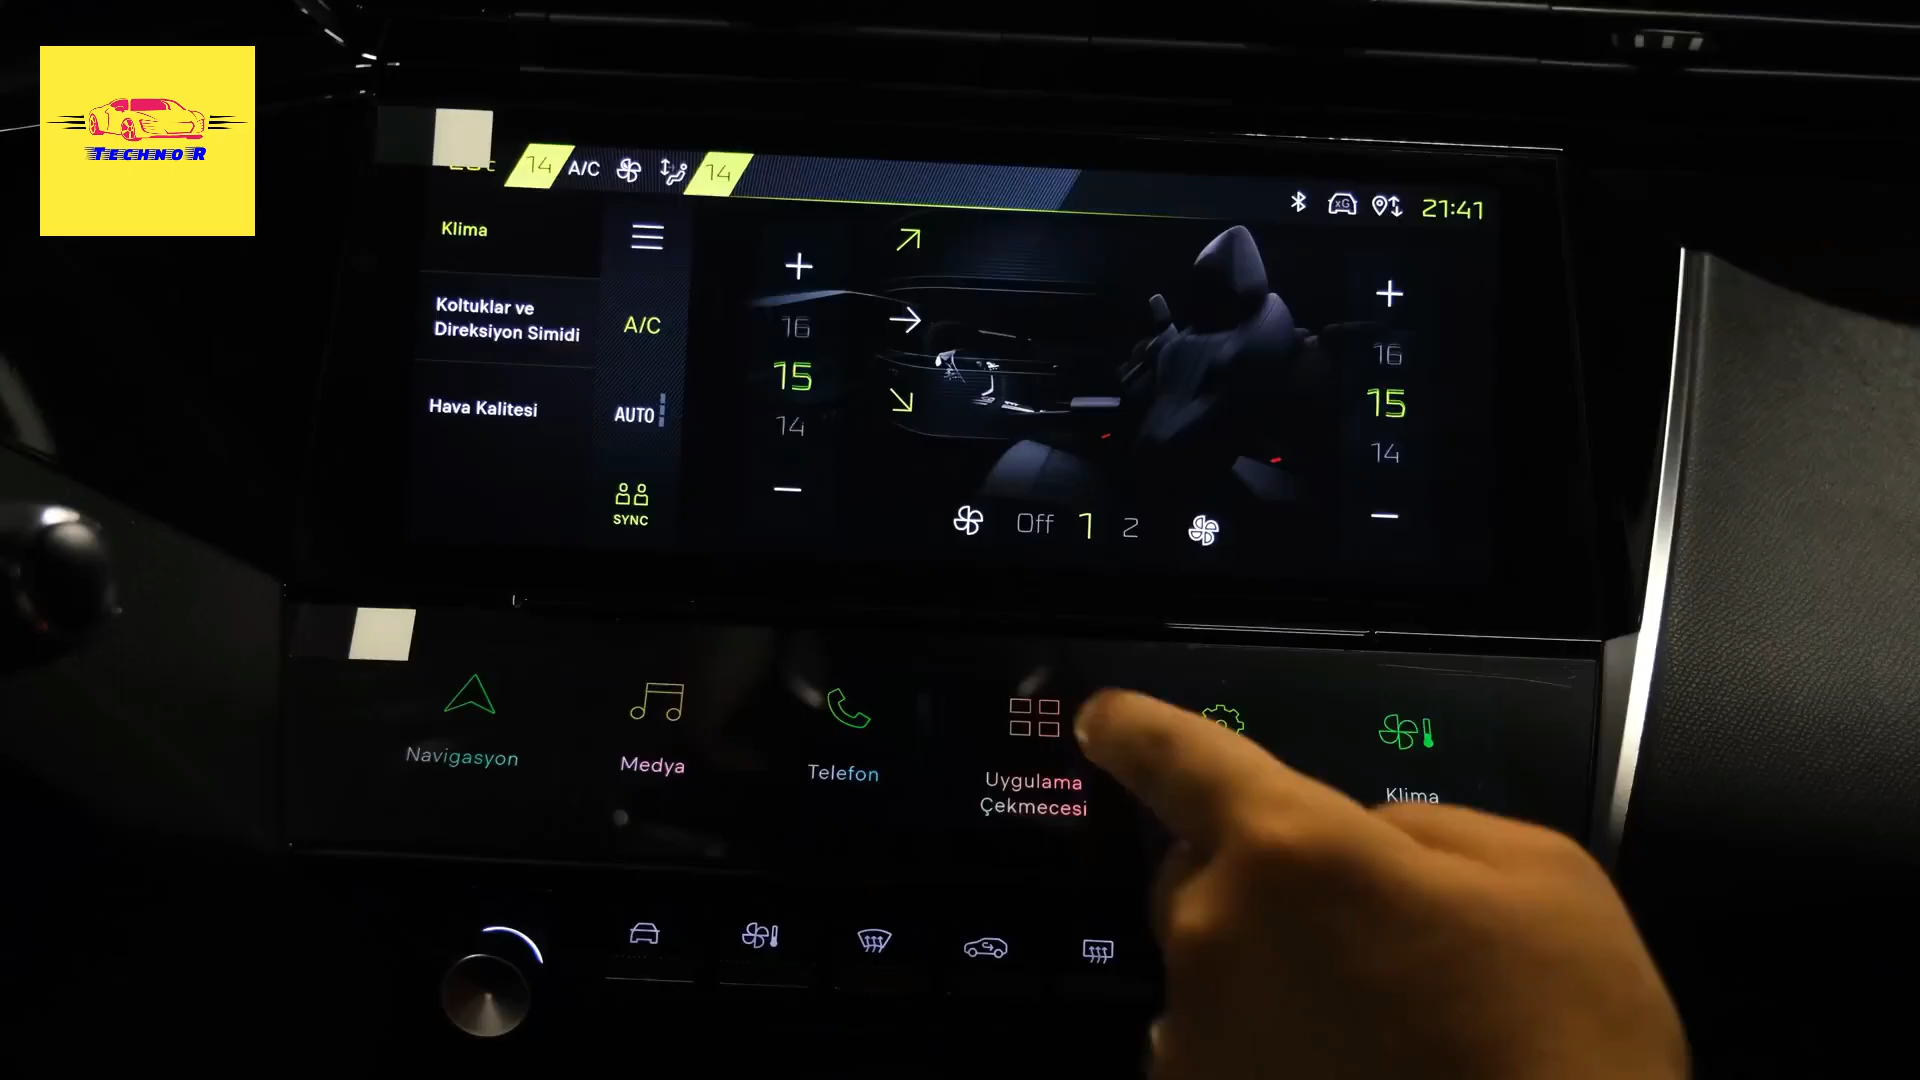 TECHNO R
14 A/C 14
21:41
Klima
Koltuklar ve
Direksiyon Simidi
Hava Kalitesi
A/C
AUTO
SYNC
16
15
14
16
15
14
Off 1 2
Navigasyon
Medya
Telefon
Uygulama
Çekmecesi
Klima